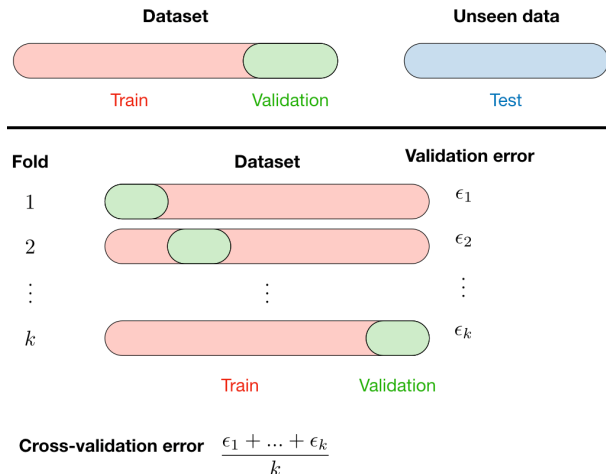 Dataset Unseen data
Train Validation Test
Fold Dataset Validation error
1 ϵ₁
2 ϵ₂
⋮ ⋮ ⋮
k ϵₖ
Train Validation
Cross-validation error (ϵ₁ + ... + ϵₖ) / k